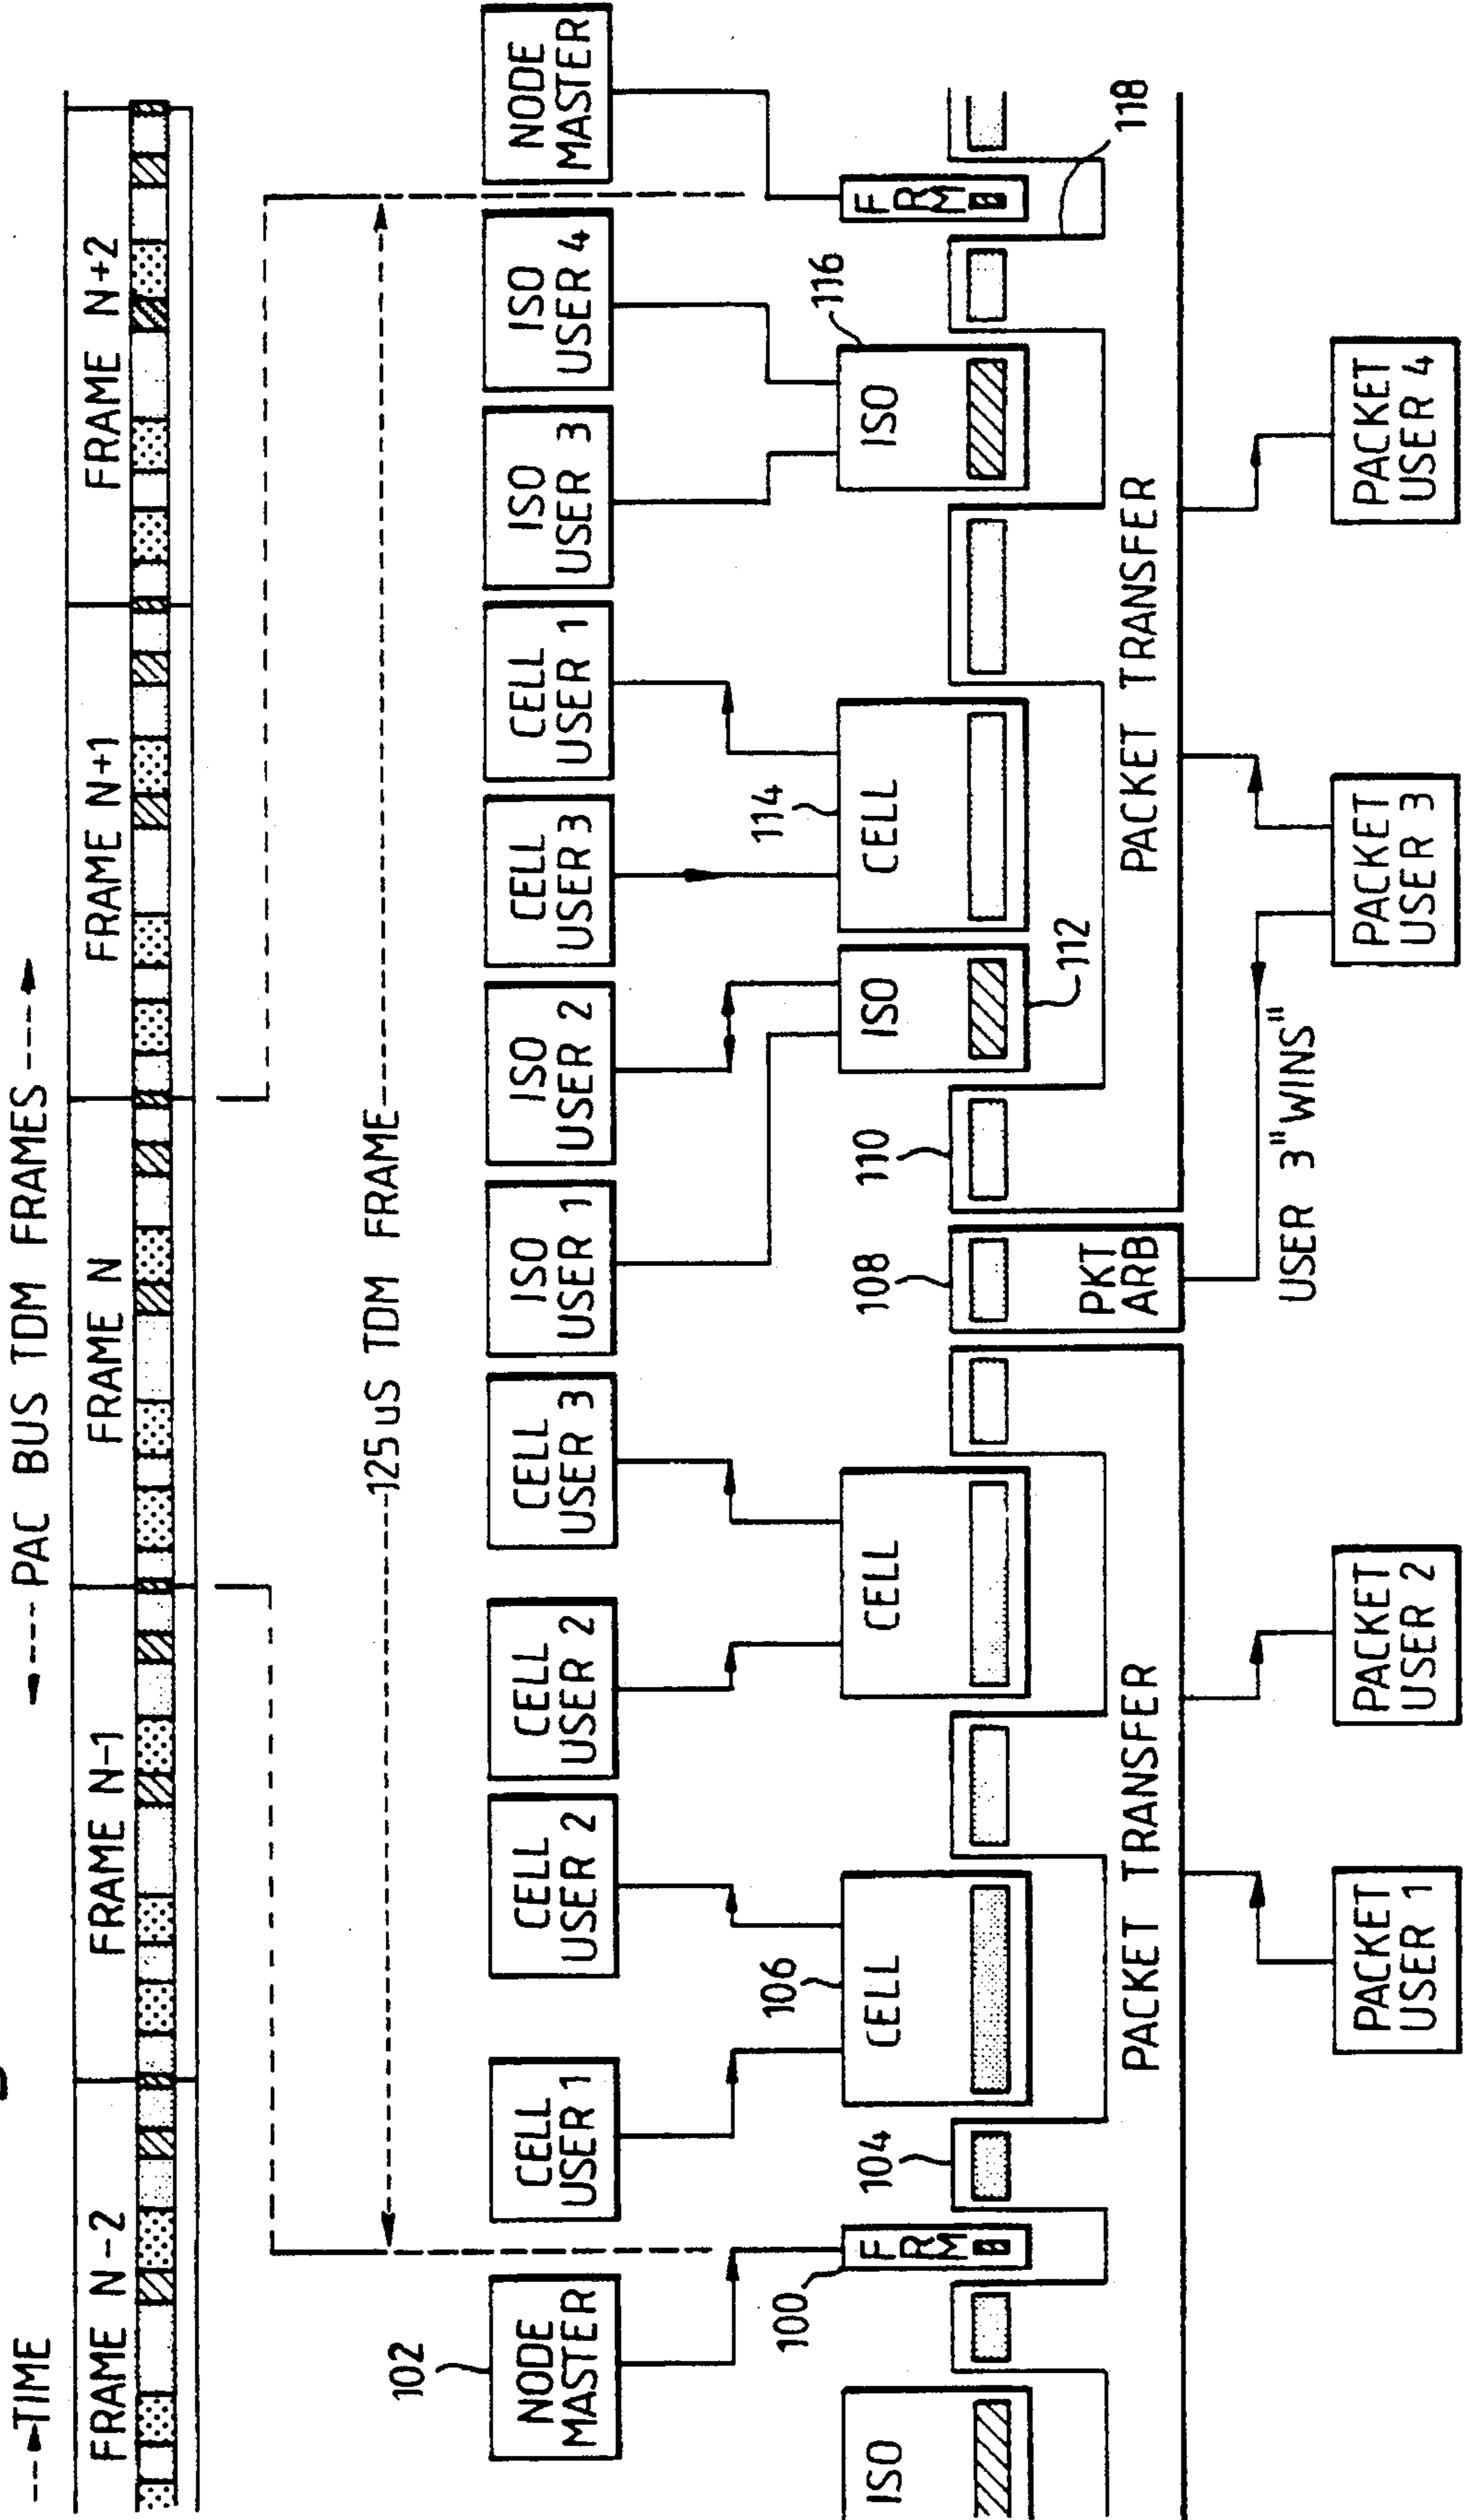 --→TIME
←---- PAC BUS TDM FRAMES ---→
FRAME N-2
FRAME N-1
FRAME N
FRAME N+1
FRAME N+2
125 uS TDM FRAME
102
NODE
MASTER
CELL
USER 1
CELL
USER 2
CELL
USER 2
CELL
USER 3
ISO
USER 1
ISO
USER 2
CELL
USER 3
CELL
USER 1
ISO
USER 3
ISO
USER 4
NODE
MASTER
ISO
100
FRM
104
106
CELL
CELL
108
PKT
ARB
110
ISO
112
114
CELL
ISO
116
FRM
118
PACKET TRANSFER
PACKET TRANSFER
USER 3"WINS"
PACKET
USER 1
PACKET
USER 2
PACKET
USER 3
PACKET
USER 4